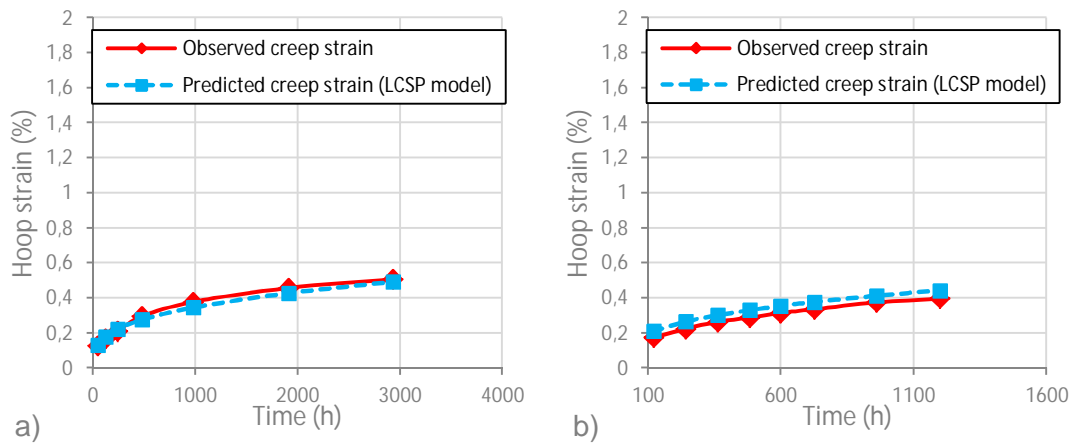 2
1,8
1,6
1,4
1,2
1
0,8
0,6
0,4
0,2
0
Hoop strain (%)
Observed creep strain
Predicted creep strain (LCSP model)
0 1000 2000 3000 4000
Time (h)
a)
2
1,8
1,6
1,4
1,2
1
0,8
0,6
0,4
0,2
0
Hoop strain (%)
Observed creep strain
Predicted creep strain (LCSP model)
100 600 1100 1600
Time (h)
b)